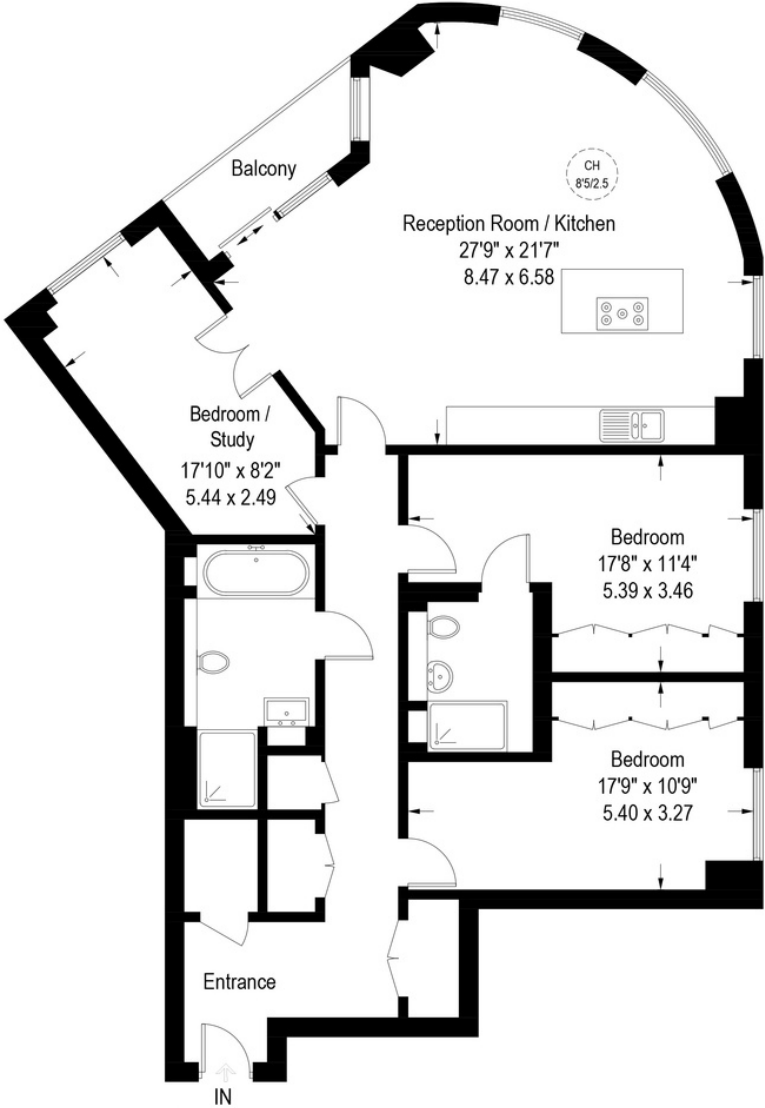 Balcony
CH
8'5/2.5
Reception Room / Kitchen
27'9" x 21'7"
8.47 x 6.58
Bedroom /
Study
17'10" x 8'2"
5.44 x 2.49
Bedroom
17'8" x 11'4"
5.39 x 3.46
Bedroom
17'9" x 10'9"
5.40 x 3.27
Entrance
IN